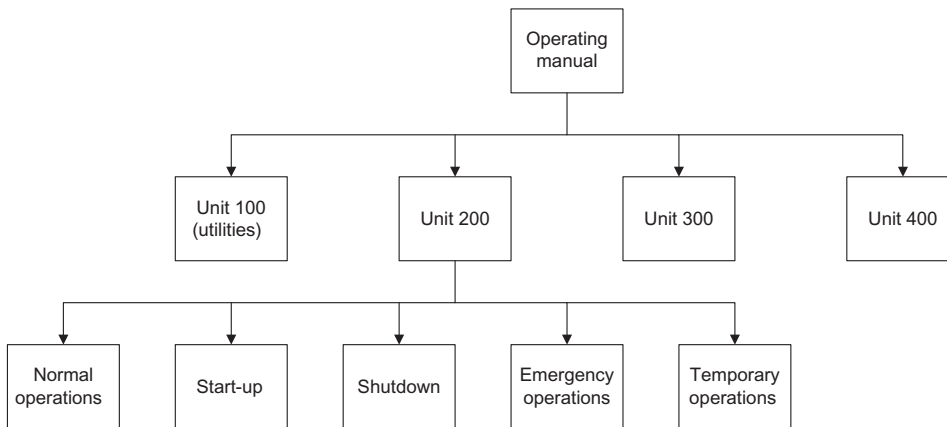 Operating
manual
Unit 100
(utilities)
Unit 200
Unit 300
Unit 400
Normal
operations
Start-up
Shutdown
Emergency
operations
Temporary
operations